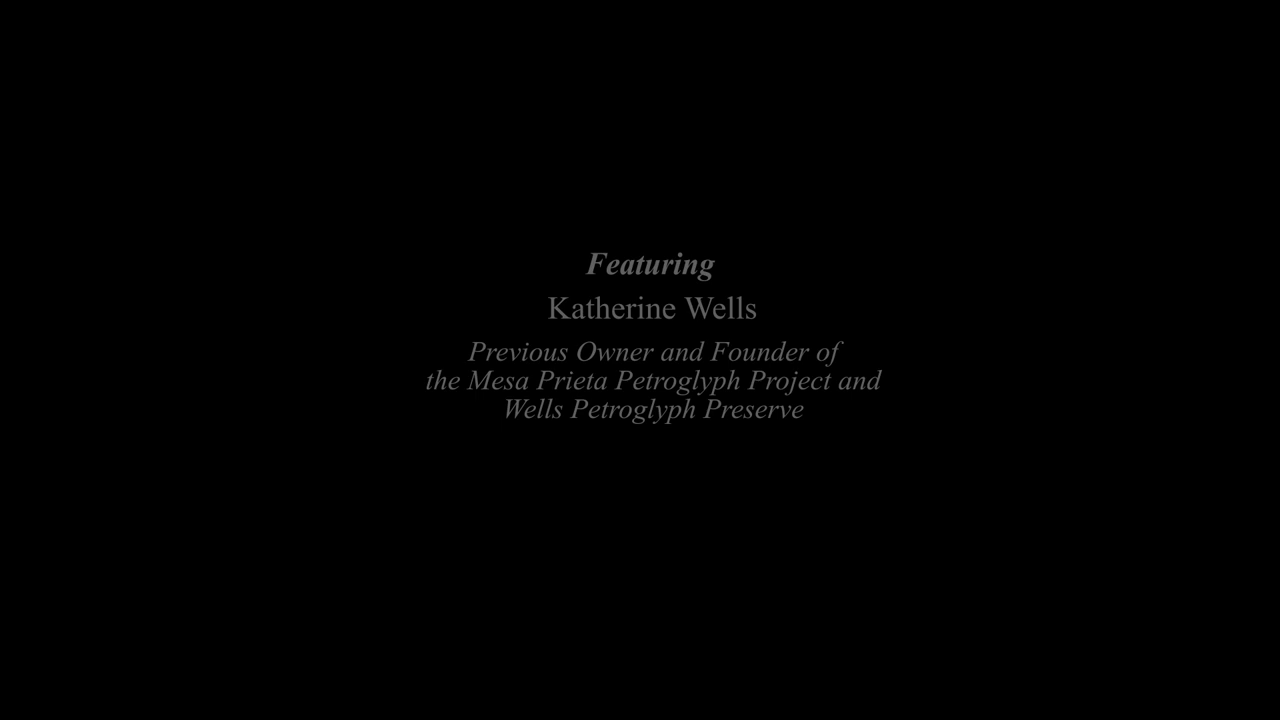 Featuring
Katherine Wells
Previous Owner and Founder of
the Mesa Prieta Petroglyph Project and
Wells Petroglyph Preserve